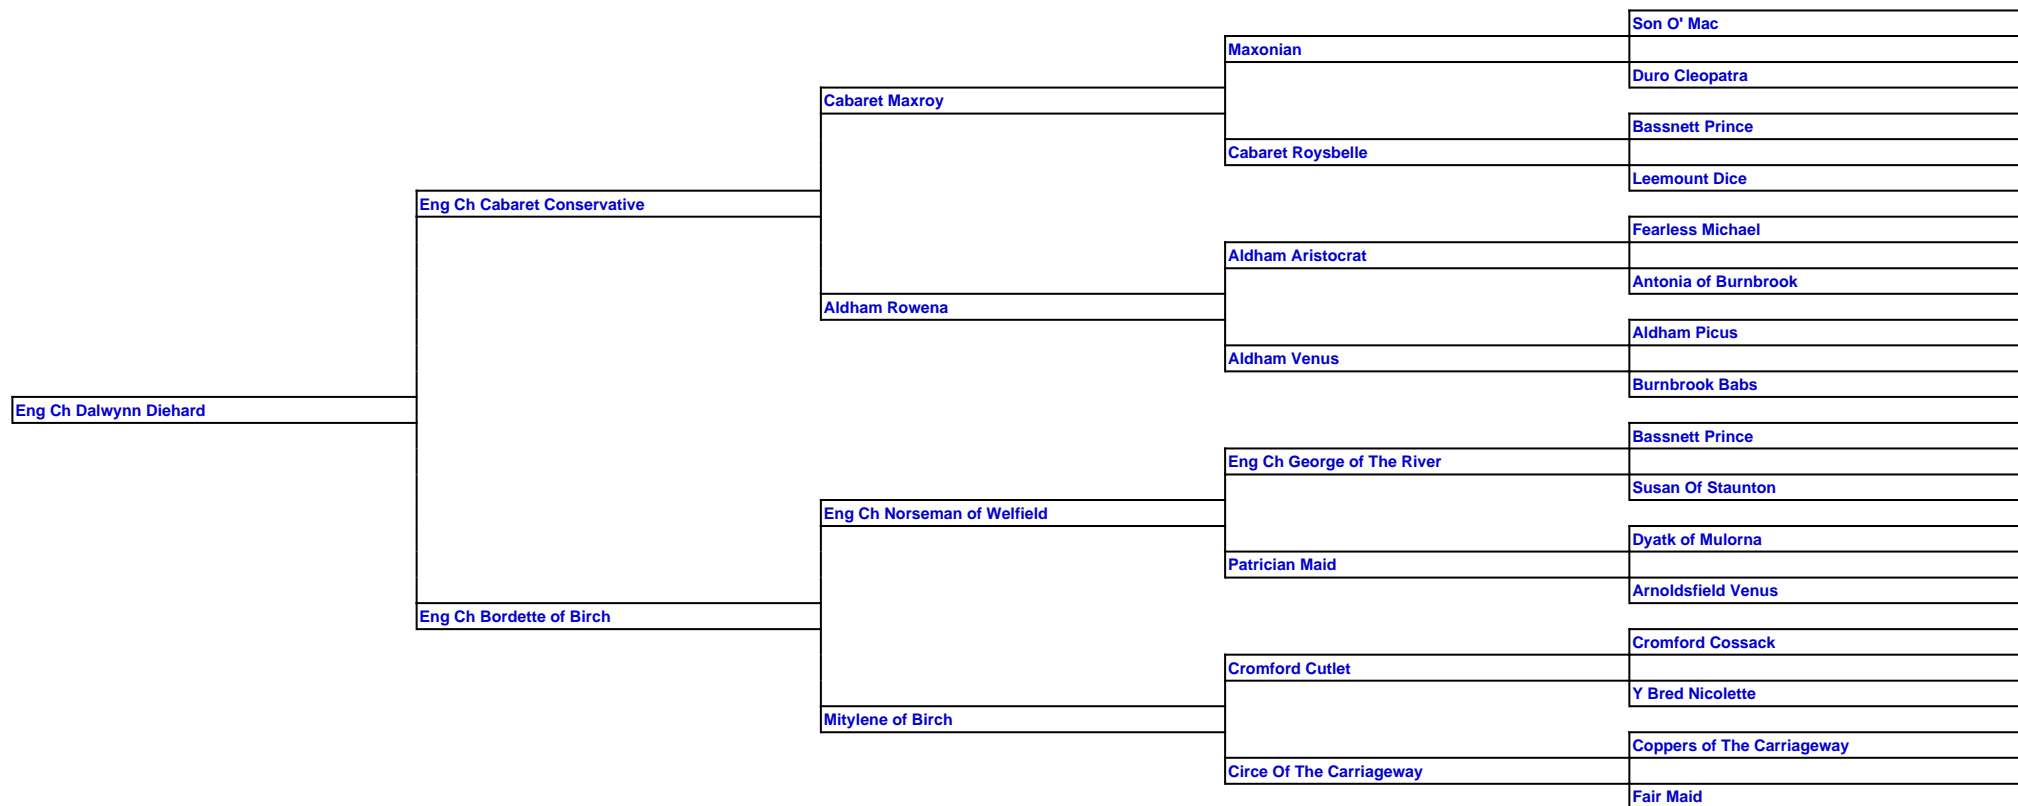 Son O' Mac
Maxonian
Duro Cleopatra
Cabaret Maxroy
Bassnett Prince
Cabaret Roysbelle
Leemount Dice
Eng Ch Cabaret Conservative
Fearless Michael
Aldham Aristocrat
Antonia of Burnbrook
Aldham Rowena
Aldham Picus
Aldham Venus
Burnbrook Babs
Eng Ch Dalwynn Diehard
Bassnett Prince
Eng Ch George of The River
Susan Of Staunton
Eng Ch Norseman of Welfield
Dyatk of Mulorna
Patrician Maid
Arnoldsfield Venus
Eng Ch Bordette of Birch
Cromford Cossack
Cromford Cutlet
Y Bred Nicolette
Mitylene of Birch
Coppers of The Carriageway
Circe Of The Carriageway
Fair Maid